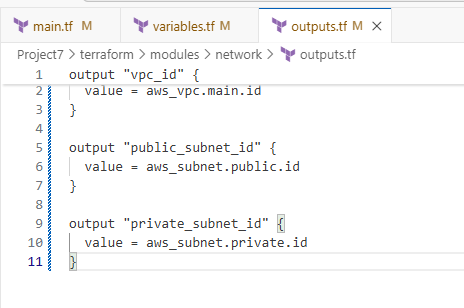 main.tf M variables.tf M outputs.tf M
Project7 > terraform > modules > network > outputs.tf
1 output "vpc_id" {
2 value = aws_vpc.main.id
3 }
4
5 output "public_subnet_id" {
6 value = aws_subnet.public.id
7 }
8
9 output "private_subnet_id" {
10 value = aws_subnet.private.id
11 }